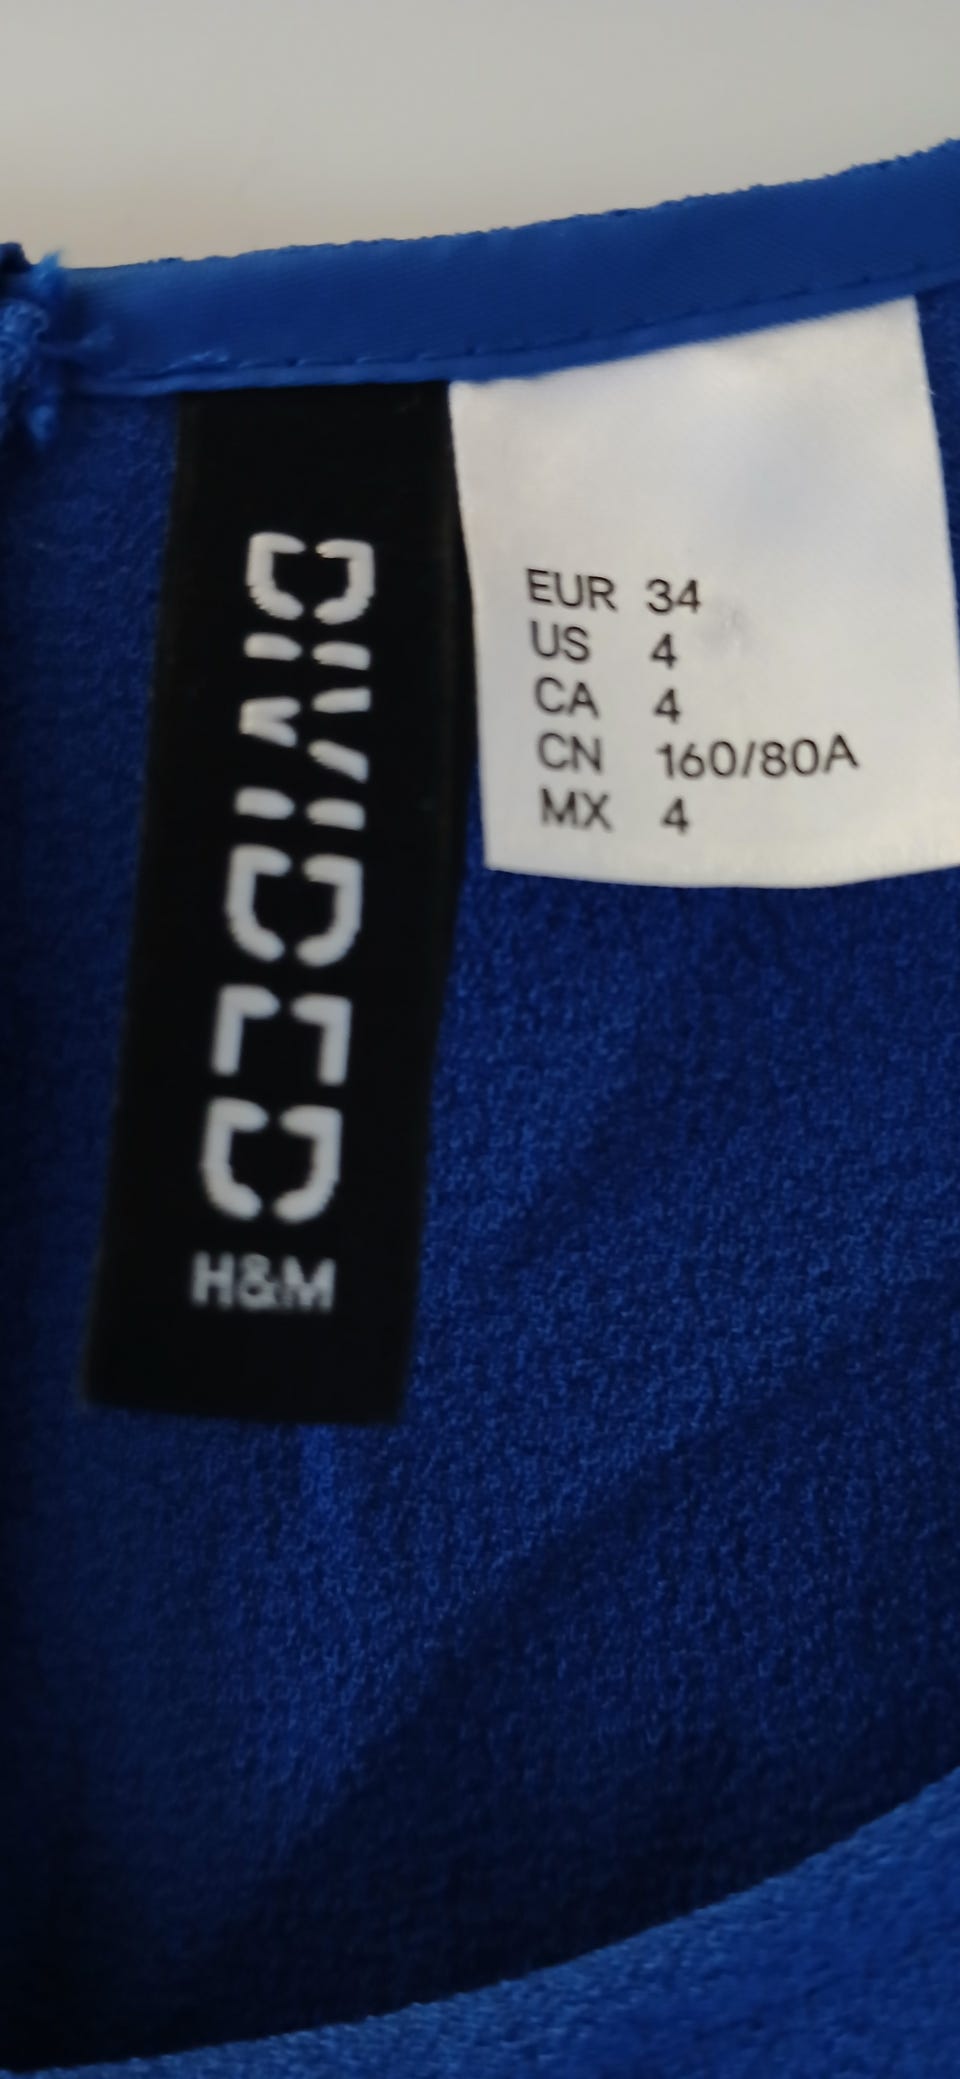 DIVIDED
H&M
EUR 34
US 4
CA 4
CN 160/80A
MX 4